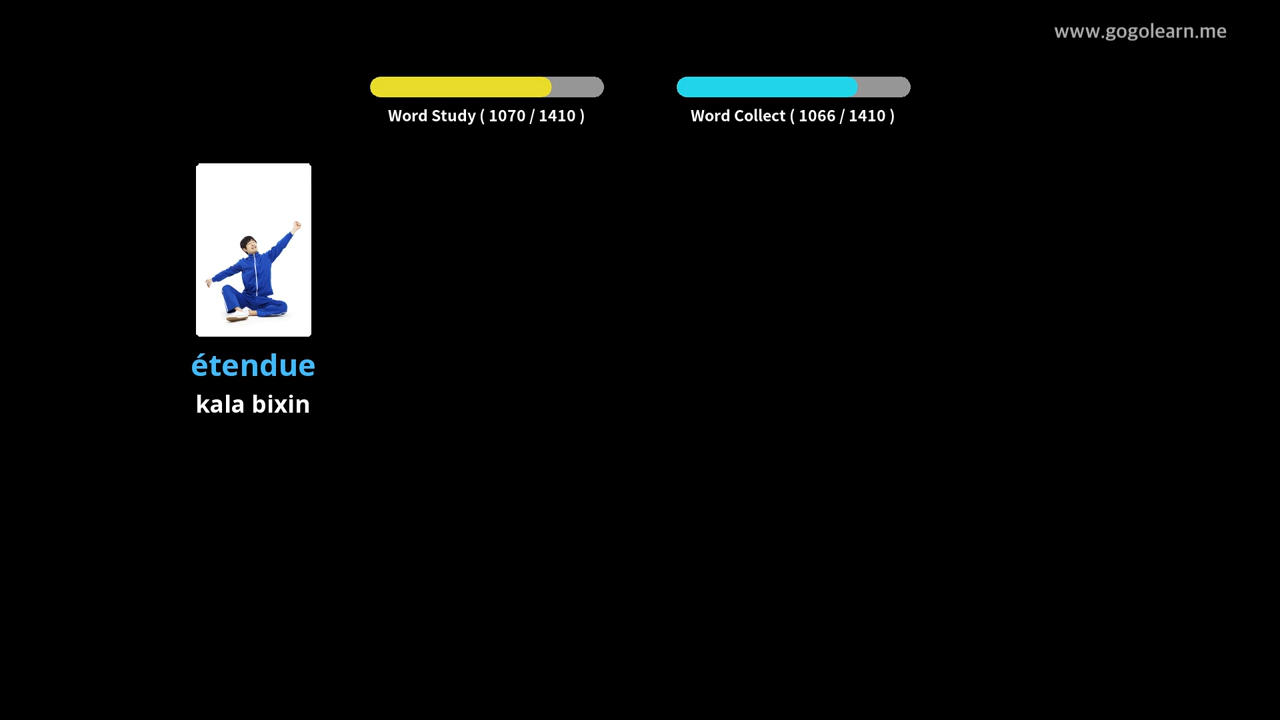 www.gogolearn.me
Word Study ( 1070 / 1410 )
Word Collect ( 1066 / 1410 )
étendue
kala bixin